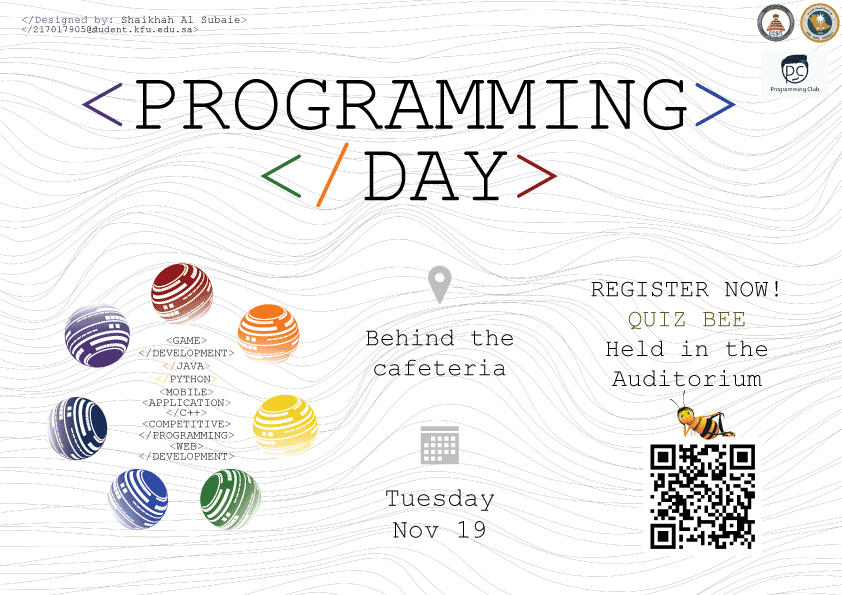 </Designed by: Shaikhah Al Subaie>
</217017905@student.kfu.edu.sa>
PC
Programming Club
<PROGRAMMING>
</DAY>
<GAME>
</DEVELOPMENT>
</JAVA>
</PYTHON>
<MOBILE>
<APPLICATION>
</C++>
<COMPETITIVE>
</PROGRAMMING>
<WEB>
</DEVELOPMENT>
Behind the
cafeteria
Tuesday
Nov 19
REGISTER NOW!
QUIZ BEE
Held in the
Auditorium